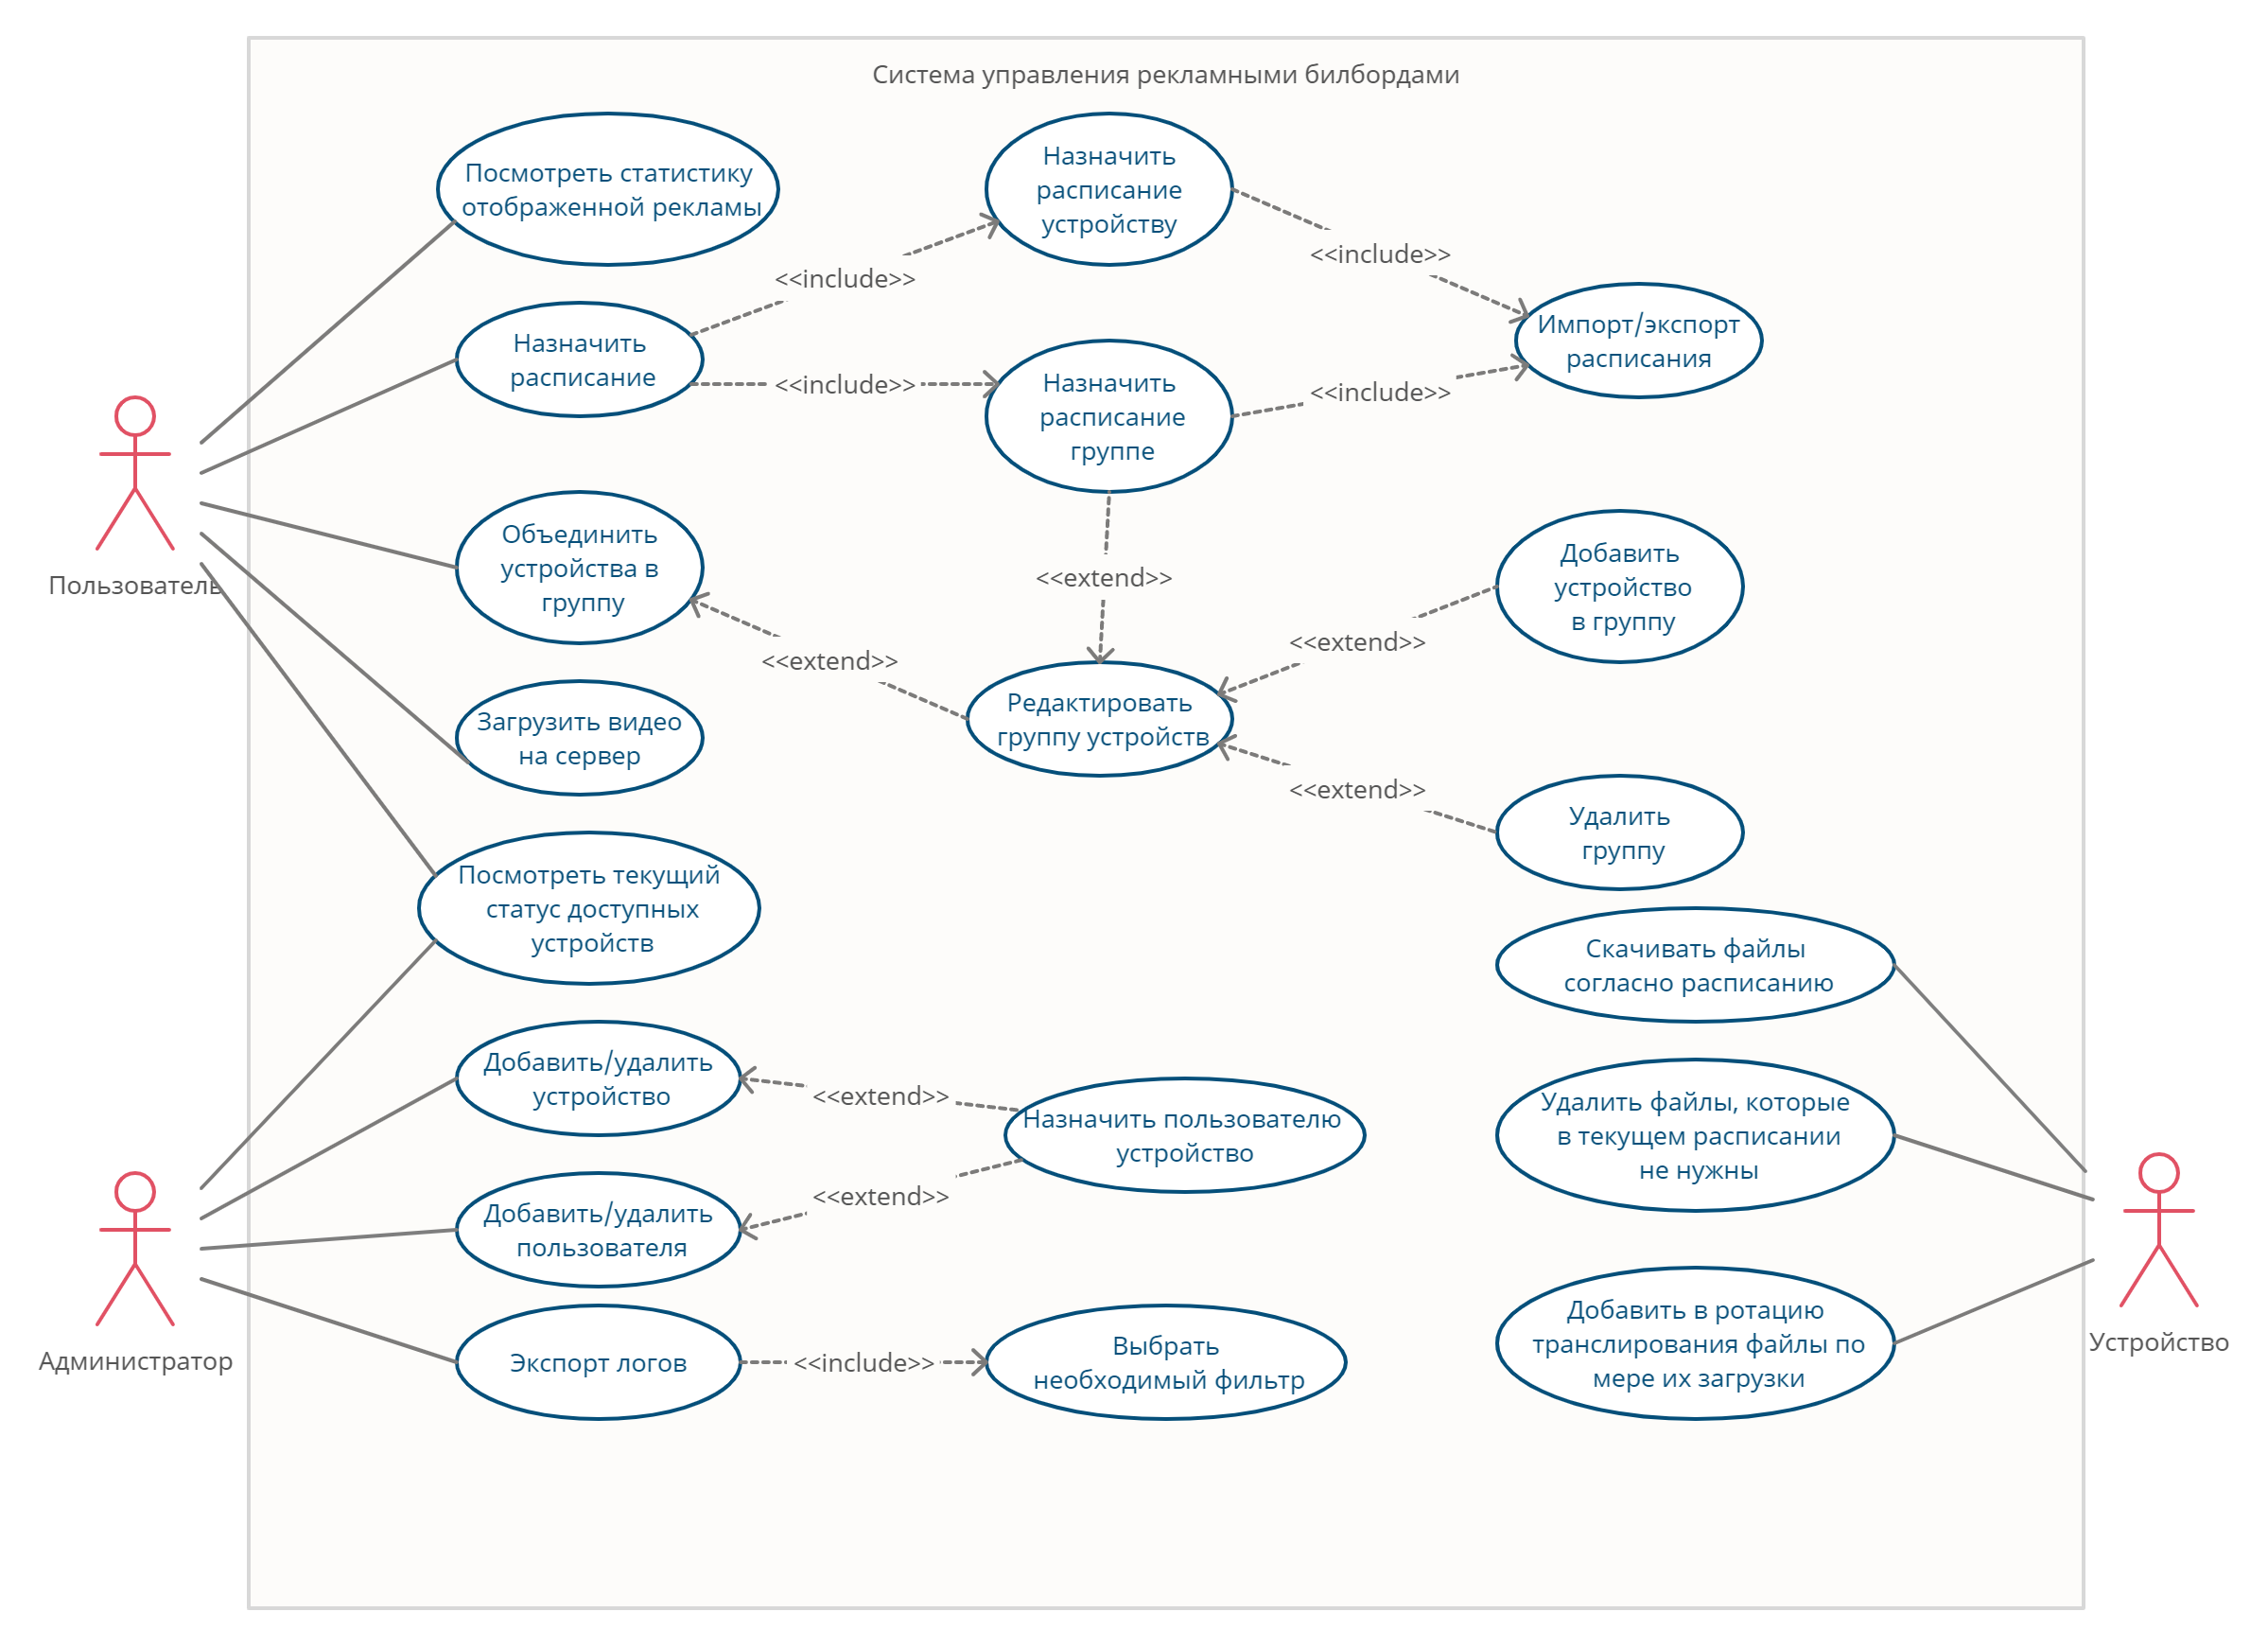 Система управления рекламными билбордами
Посмотреть статистику
отображенной рекламы
Назначить
расписание
устройству
<<include>>
<<include>>
Назначить
расписание
<<include>>
Назначить
расписание
группе
<<include>>
Импорт/экспорт
расписания
Пользователь
Объединить
устройства в
группу
<<extend>>
<<extend>>
Добавить
устройство
в группу
<<extend>>
Редактировать
группу устройств
<<extend>>
Загрузить видео
на сервер
Удалить
группу
Посмотреть текущий
статус доступных
устройств
Скачивать файлы
согласно расписанию
Добавить/удалить
устройство
<<extend>>
Назначить пользователю
устройство
<<extend>>
Удалить файлы, которые
в текущем расписании
не нужны
Добавить/удалить
пользователя
Администратор
Экспорт логов
<<include>>
Выбрать
необходимый фильтр
Добавить в ротацию
транслирования файлы по
мере их загрузки
Устройство